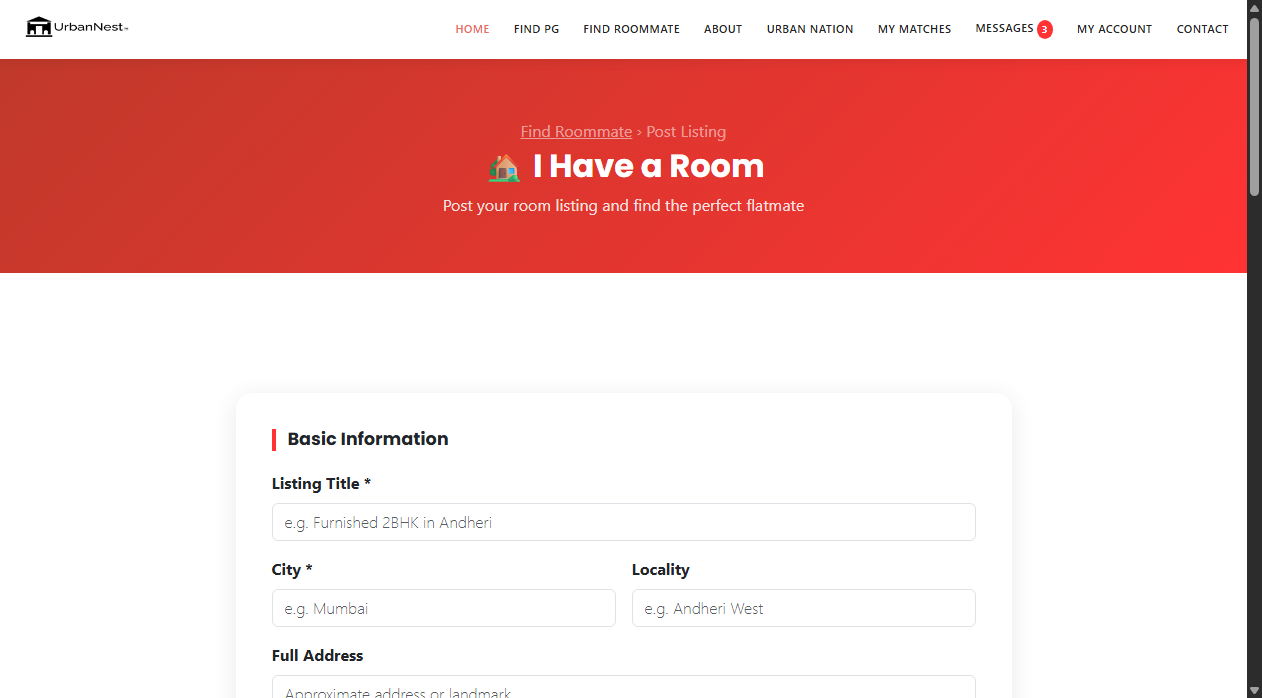 UrbanNest™
HOME FIND PG FIND ROOMMATE ABOUT URBAN NATION MY MATCHES MESSAGES 3 MY ACCOUNT CONTACT
Find Roommate › Post Listing
I Have a Room
Post your room listing and find the perfect flatmate
Basic Information
Listing Title *
e.g. Furnished 2BHK in Andheri
City * Locality
e.g. Mumbai e.g. Andheri West
Full Address
Approximate address or landmark